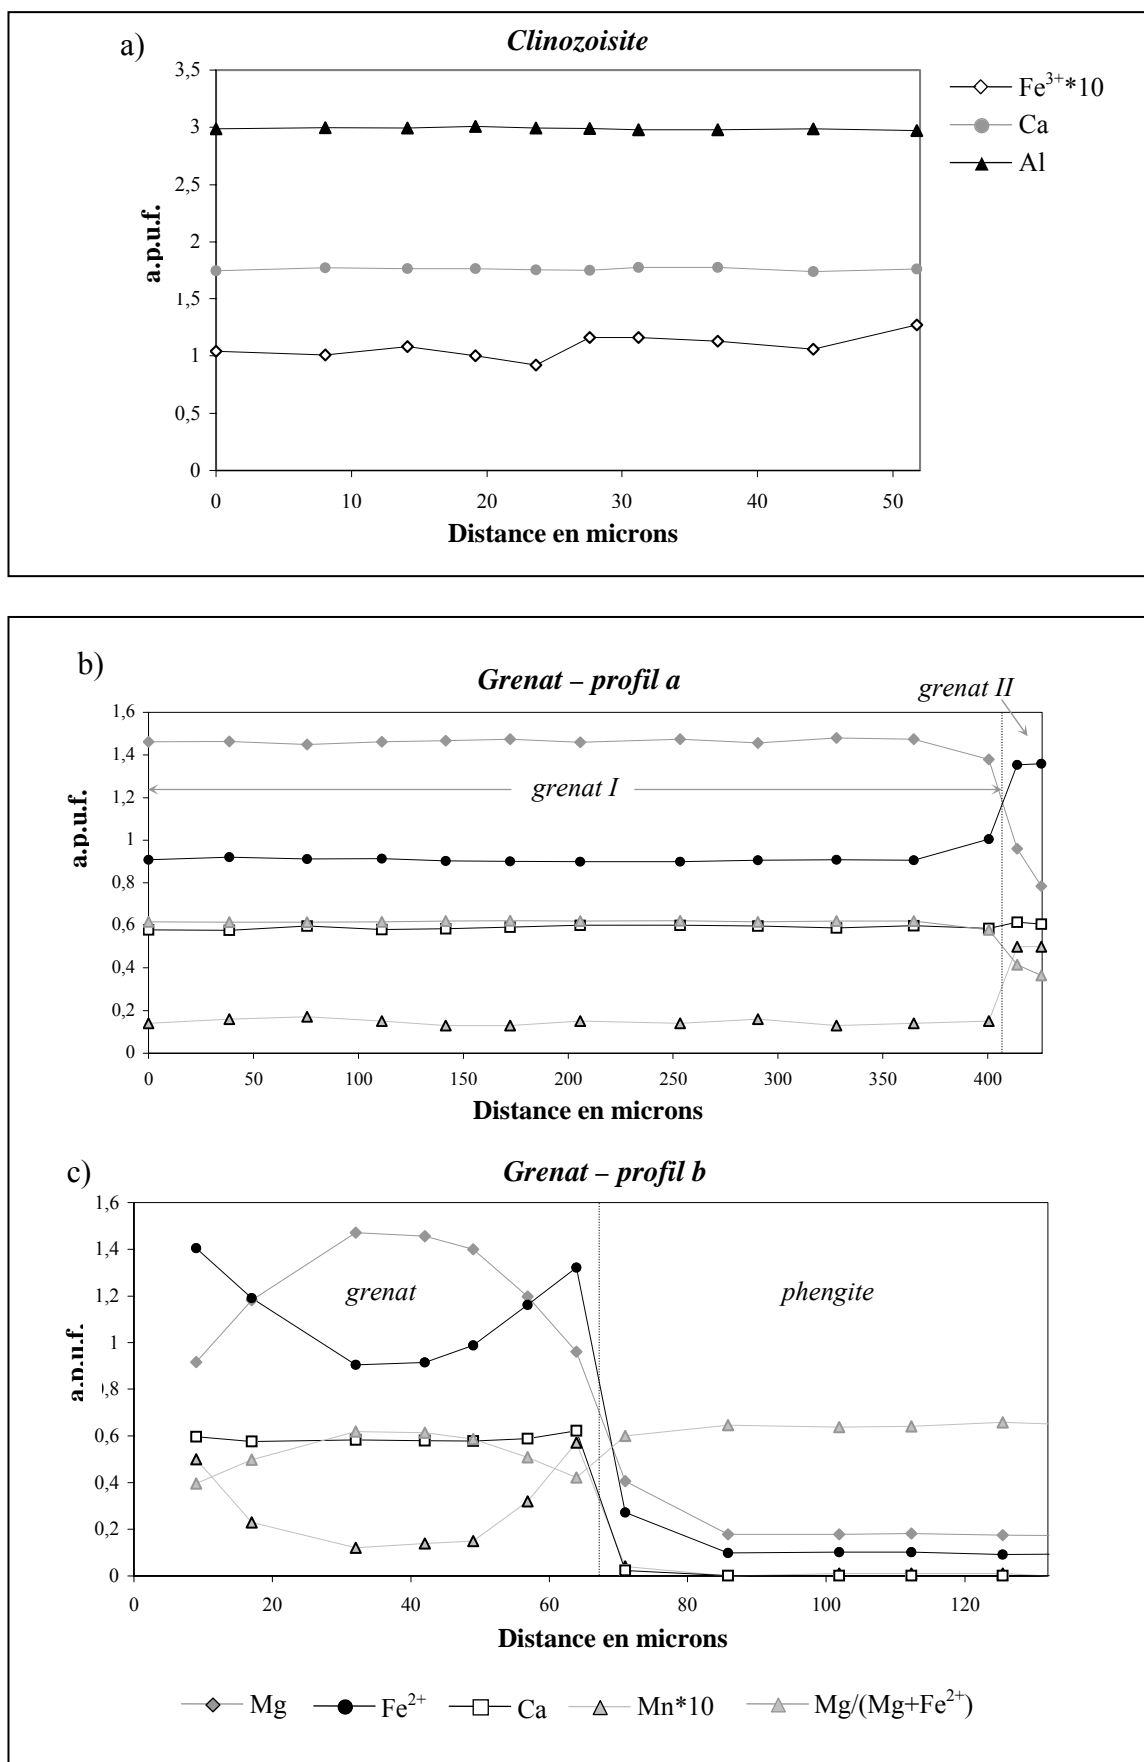 a)
Clinozoisite
3,5
3
2,5
2
1,5
1
0,5
0
a.p.u.f.
0 10 20 30 40 50
Distance en microns
Fe3+*10
Ca
Al
b)
Grenat – profil a
grenat II
1,6
1,4
1,2
1
0,8
0,6
0,4
0,2
0
a.p.u.f.
grenat I
0 50 100 150 200 250 300 350 400
Distance en microns
c)
Grenat – profil b
1,6
1,4
1,2
1
0,8
0,6
0,4
0,2
0
a.p.u.f.
grenat
phengite
0 20 40 60 80 100 120
Distance en microns
Mg Fe2+ Ca Mn*10 Mg/(Mg+Fe2+)